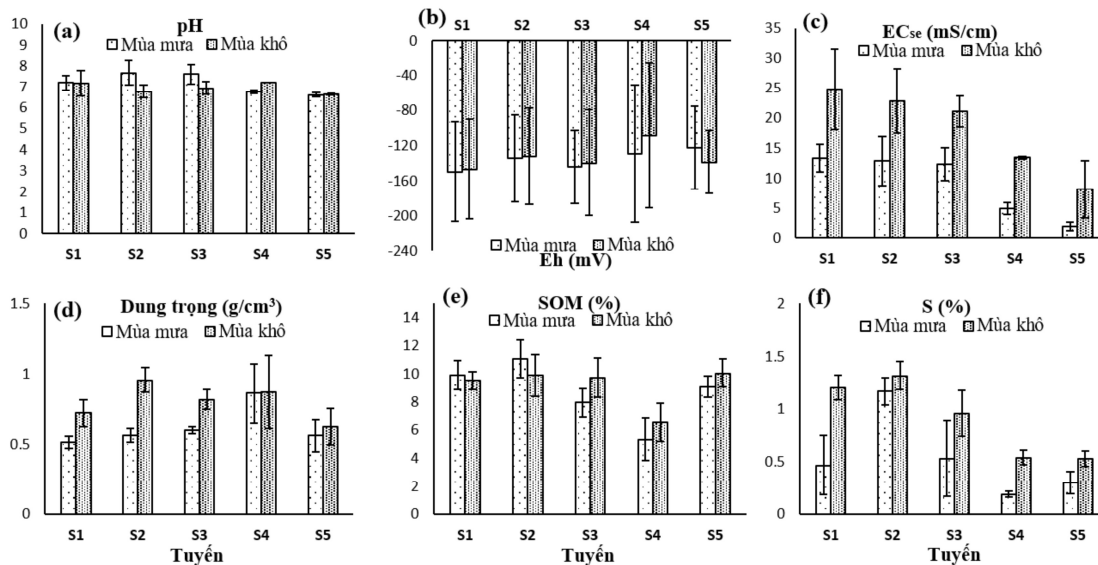 (a) pH
Mùa mưa Mùa khô
10
9
8
7
6
5
4
3
2
1
0
S1 S2 S3 S4 S5
(b)
S1 S2 S3 S4 S5
0
-40
-80
-120
-160
-200
-240
Mùa mưa Mùa khô
Eh (mV)
(c) ECse (mS/cm)
Mùa mưa Mùa khô
35
30
25
20
15
10
5
0
S1 S2 S3 S4 S5
(d) Dung trọng (g/cm³)
Mùa mưa Mùa khô
1.5
1
0.5
0
S1 S2 S3 S4 S5
Tuyến
(e) SOM (%)
Mùa mưa Mùa khô
14
12
10
8
6
4
2
0
S1 S2 S3 S4 S5
Tuyến
(f) S (%)
Mùa mưa Mùa khô
2
1.5
1
0.5
0
S1 S2 S3 S4 S5
Tuyến